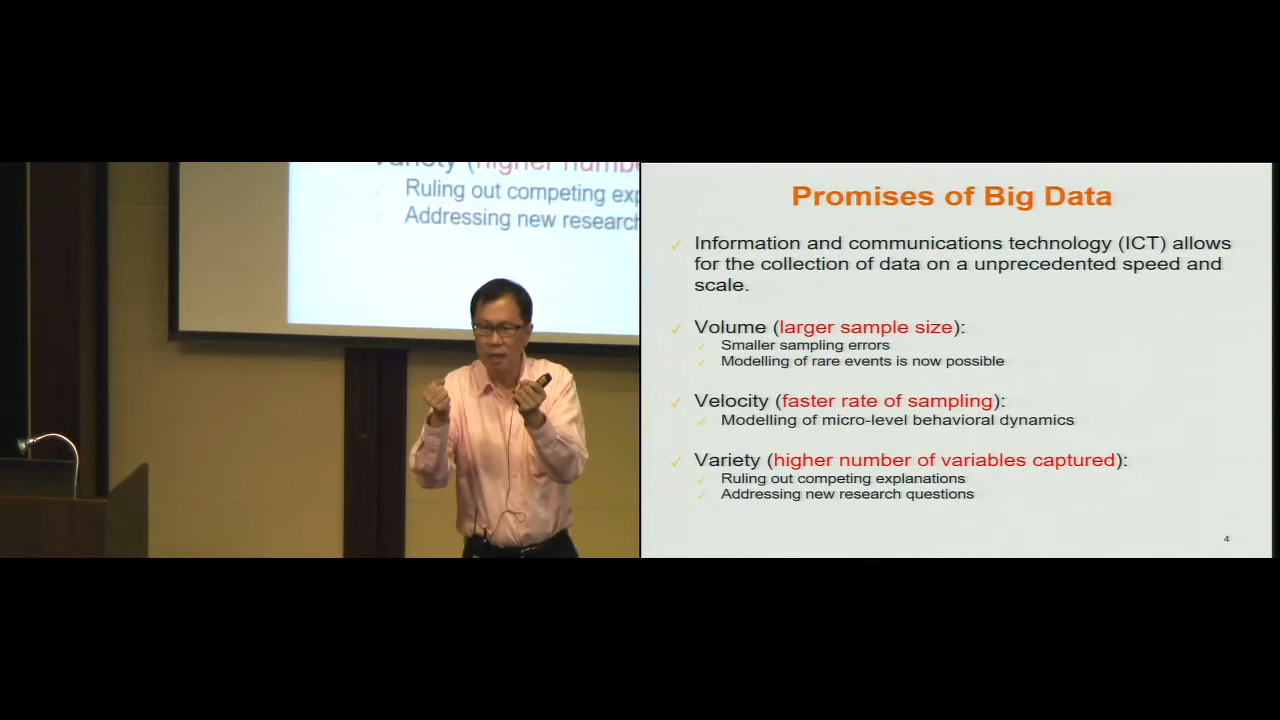 Variety (higher numbe
Ruling out competing exp
Addressing new research
Promises of Big Data
Information and communications technology (ICT) allows
for the collection of data on a unprecedented speed and
scale.
Volume (larger sample size):
Smaller sampling errors
Modelling of rare events is now possible
Velocity (faster rate of sampling):
Modelling of micro-level behavioral dynamics
Variety (higher number of variables captured):
Ruling out competing explanations
Addressing new research questions
4